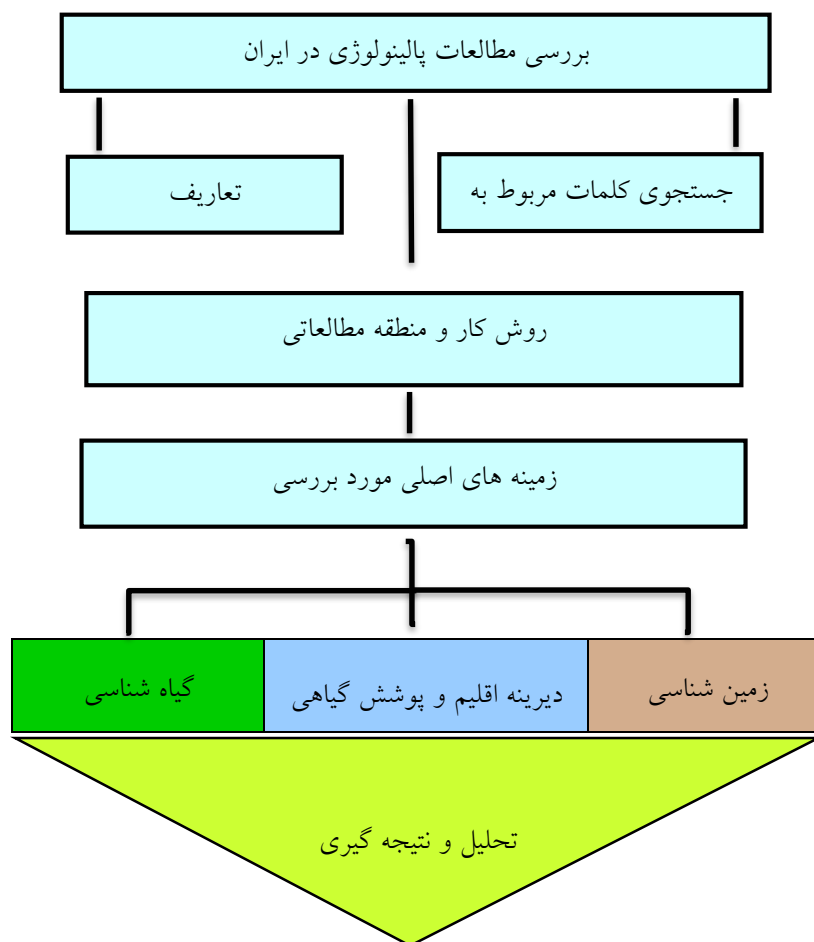 بررسی مطالعات پالینولوژی در ایران
جستجوی کلمات مربوط به
تعاریف
روش کار و منطقه مطالعاتی
زمینه های اصلی مورد بررسی
زمین شناسی
دیرینه اقلیم و پوشش گیاهی
گیاه شناسی
تحلیل و نتیجه گیری